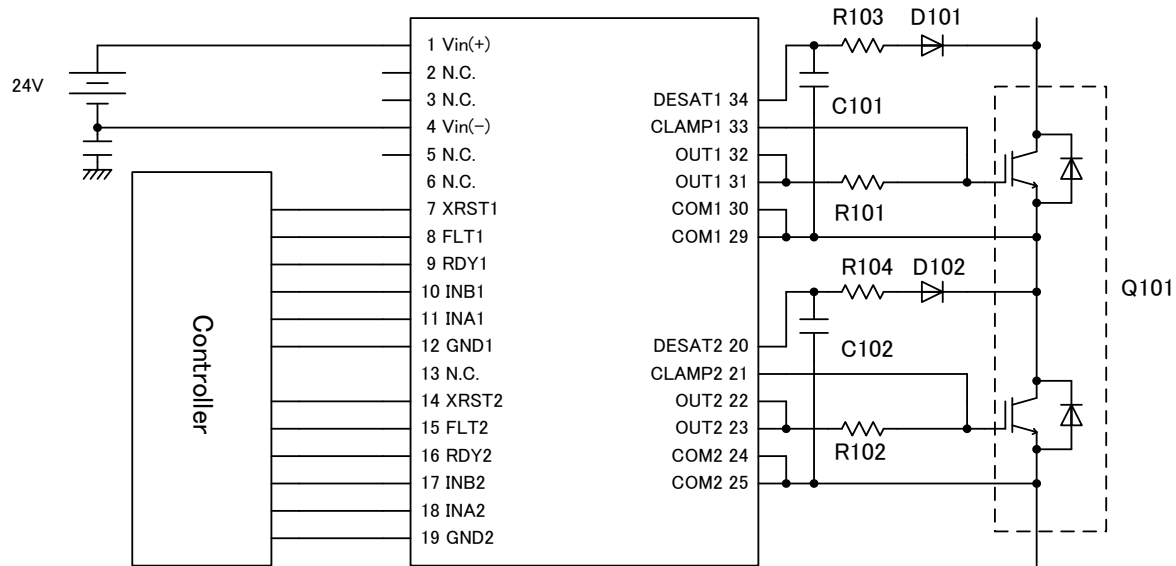 R103
D101
24V
1 Vin(+)
2 N.C.
3 N.C.
4 Vin(-)
5 N.C.
6 N.C.
7 XRST1
8 FLT1
9 RDY1
10 INB1
11 INA1
12 GND1
13 N.C.
14 XRST2
15 FLT2
16 RDY2
17 INB2
18 INA2
19 GND2
Controller
DESAT1 34
CLAMP1 33
OUT1 32
OUT1 31
COM1 30
COM1 29
DESAT2 20
CLAMP2 21
OUT2 22
OUT2 23
COM2 24
COM2 25
C101
R101
R104
D102
C102
R102
Q101